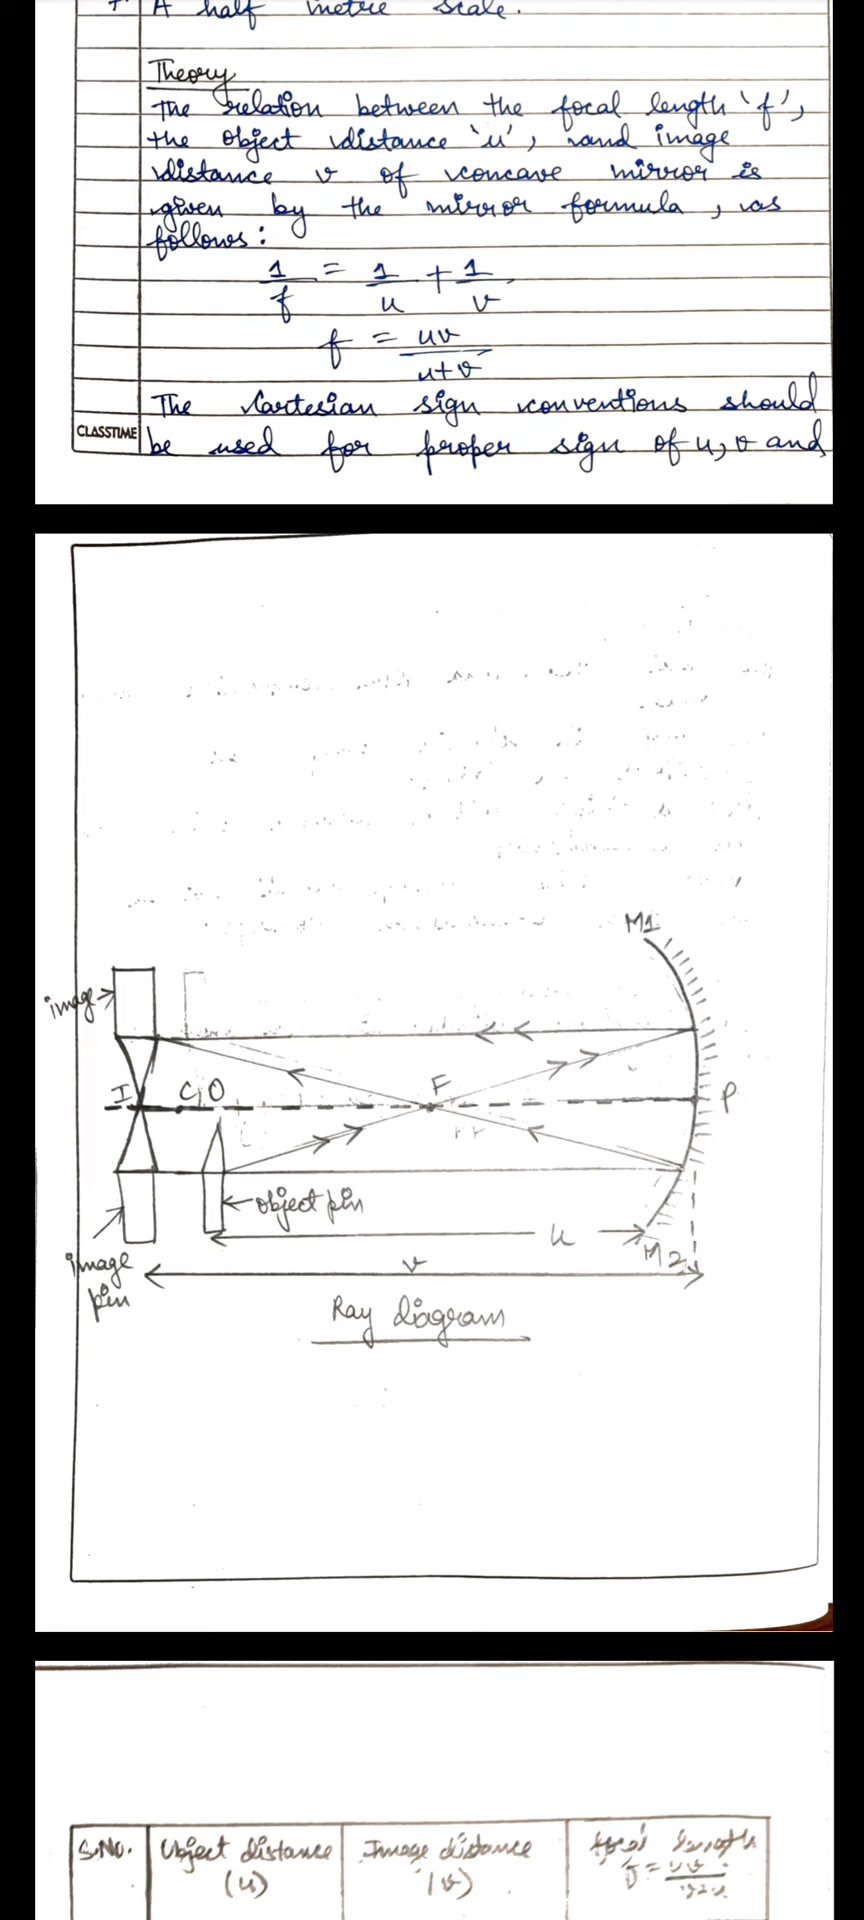 7. A half metre scale.
Theory
The relation between the focal length 'f',
the object distance 'u', and image
distance v of concave mirror is
given by the mirror formula, as
follows:
1/f = 1/u + 1/v
f = uv/u+v
The Cartesian sign conventions should
CLASSTIME
be used for proper sign of u, v and
M1
image
I C O F P
object pin
u
M2
image
pin
v
Ray diagram
S.No. Object distance Image distance
(u) (v)